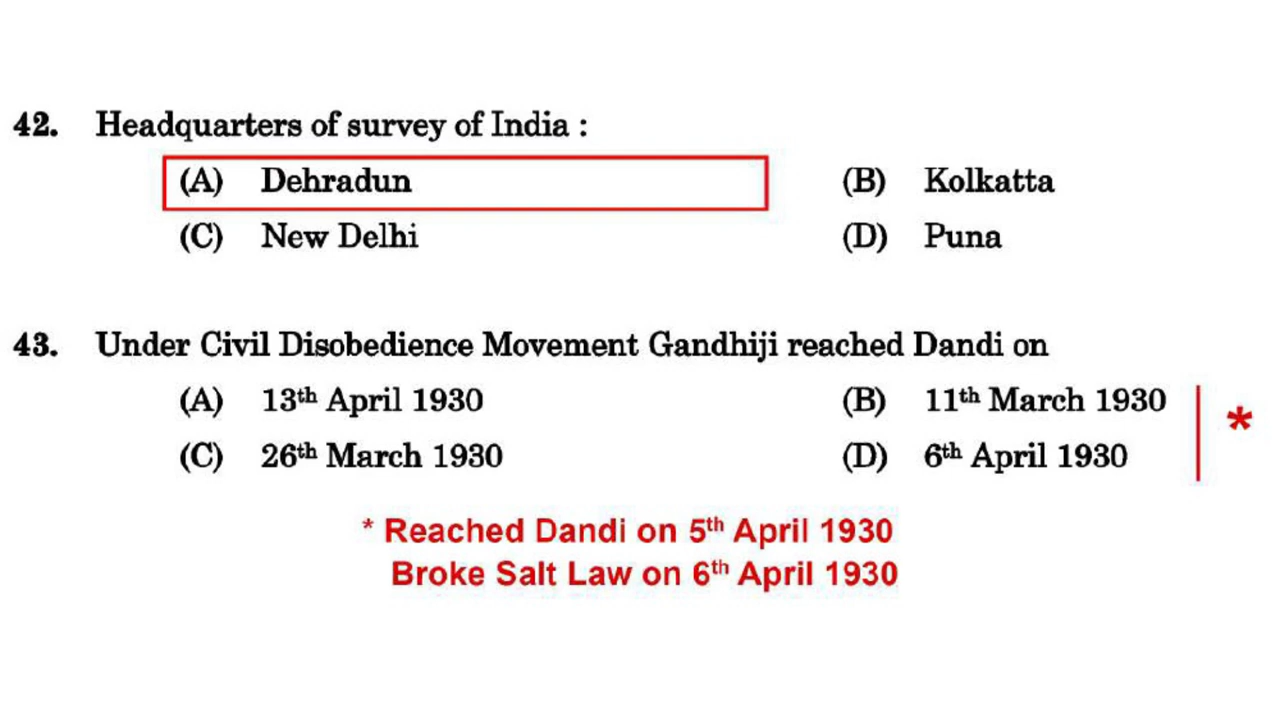 42. Headquarters of survey of India :
(A) Dehradun (B) Kolkatta
(C) New Delhi (D) Puna
43. Under Civil Disobedience Movement Gandhiji reached Dandi on
(A) 13th April 1930 (B) 11th March 1930
(C) 26th March 1930 (D) 6th April 1930
*
* Reached Dandi on 5th April 1930
Broke Salt Law on 6th April 1930